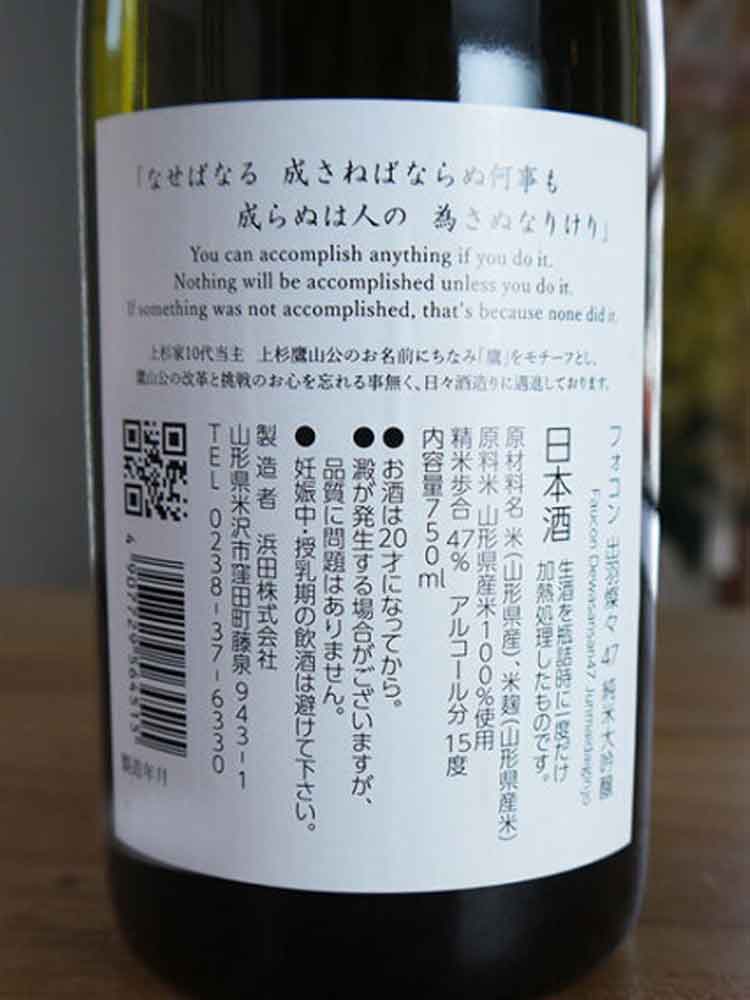 「なせばなる 成さねばならぬ何事も
成らぬは人の 為さぬなりけり」
You can accomplish anything if you do it.
Nothing will be accomplished unless you do it.
If something was not accomplished, that's because none did it.
上杉家10代当主 上杉鷹山公のお名前にちなみ「鷹」をモチーフとし、
鷹山公の改革と挑戦のお心を忘れる事無く、日々酒造りに邁進しております。
フォコン 出羽燦々 47 純米大吟醸
Faucon Dewasansan47 Junmaidaiginjo
日本酒
生酒を瓶詰時に一度だけ
加熱処理したものです。
原材料名 米(山形県産)、米麹(山形県産米)
原料米 山形県産米100%使用
精米歩合 47% アルコール分 15度
内容量750ml
●お酒は20才になってから。
●澱が発生する場合がございますが、
品質に問題はありません。
●妊娠中・授乳期の飲酒は避けて下さい。
製造者 浜田株式会社
山形県米沢市窪田町藤泉943-1
TEL 0238-37-6330
製造年月